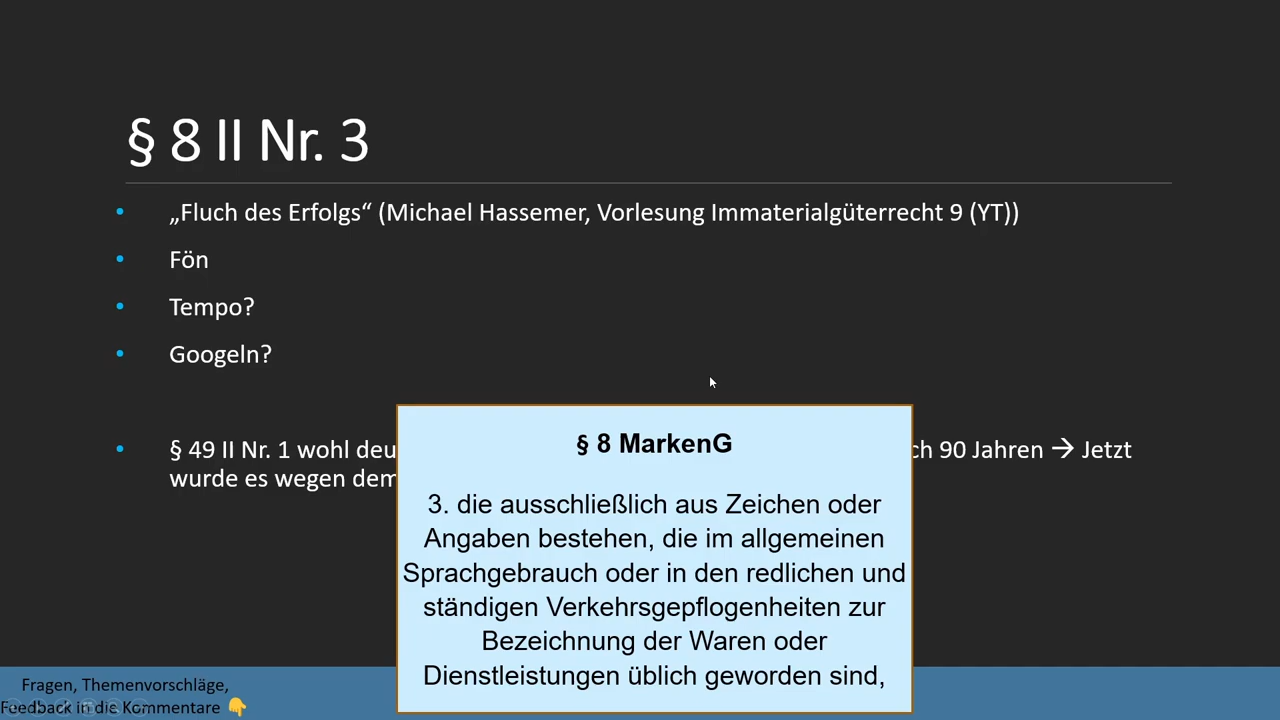 § 8 II Nr. 3
„Fluch des Erfolgs“ (Michael Hassemer, Vorlesung Immaterialgüterrecht 9 (YT))
Fön
Tempo?
Googeln?
§ 49 II Nr. 1 wohl deu
ch 90 Jahren → Jetzt
wurde es wegen dem
§ 8 MarkenG
3. die ausschließlich aus Zeichen oder
Angaben bestehen, die im allgemeinen
Sprachgebrauch oder in den redlichen und
ständigen Verkehrsgepflogenheiten zur
Bezeichnung der Waren oder
Dienstleistungen üblich geworden sind,
Fragen, Themenvorschläge,
Feedback in die Kommentare 👇